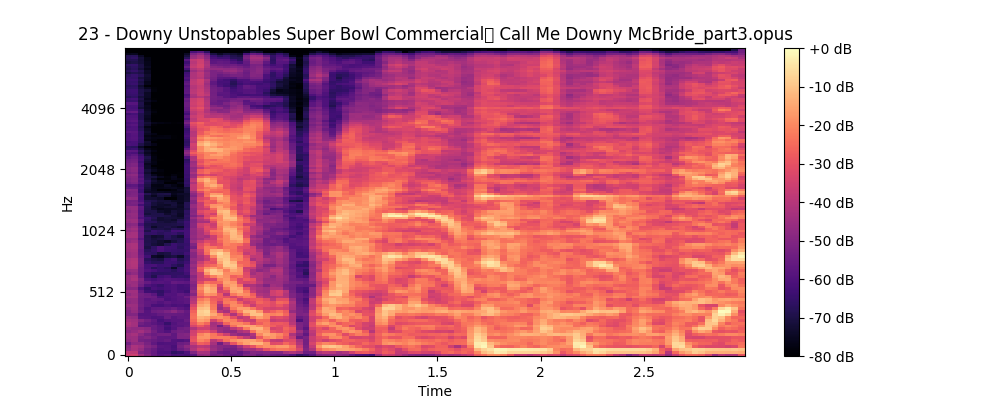 23 - Downy Unstopables Super Bowl Commercial Call Me Downy McBride_part3.opus
Hz
4096
2048
1024
512
0
0 0.5 1 1.5 2 2.5
Time
+0 dB
-10 dB
-20 dB
-30 dB
-40 dB
-50 dB
-60 dB
-70 dB
-80 dB